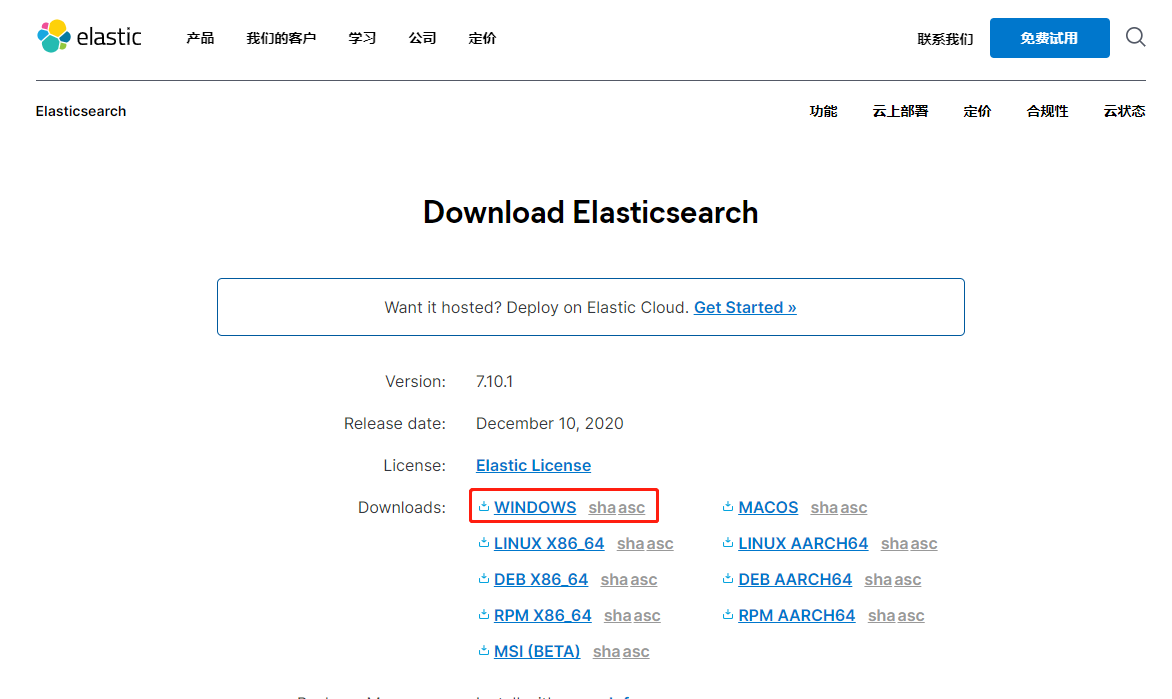 elastic 产品 我们的客户 学习 公司 定价 联系我们 免费试用
Elasticsearch 功能 云上部署 定价 合规性 云状态
Download Elasticsearch
Want it hosted? Deploy on Elastic Cloud. Get Started »
Version: 7.10.1
Release date: December 10, 2020
License: Elastic License
Downloads: WINDOWS sha asc MACOS sha asc
LINUX X86_64 sha asc LINUX AARCH64 sha asc
DEB X86_64 sha asc DEB AARCH64 sha asc
RPM X86_64 sha asc RPM AARCH64 sha asc
MSI (BETA) sha asc